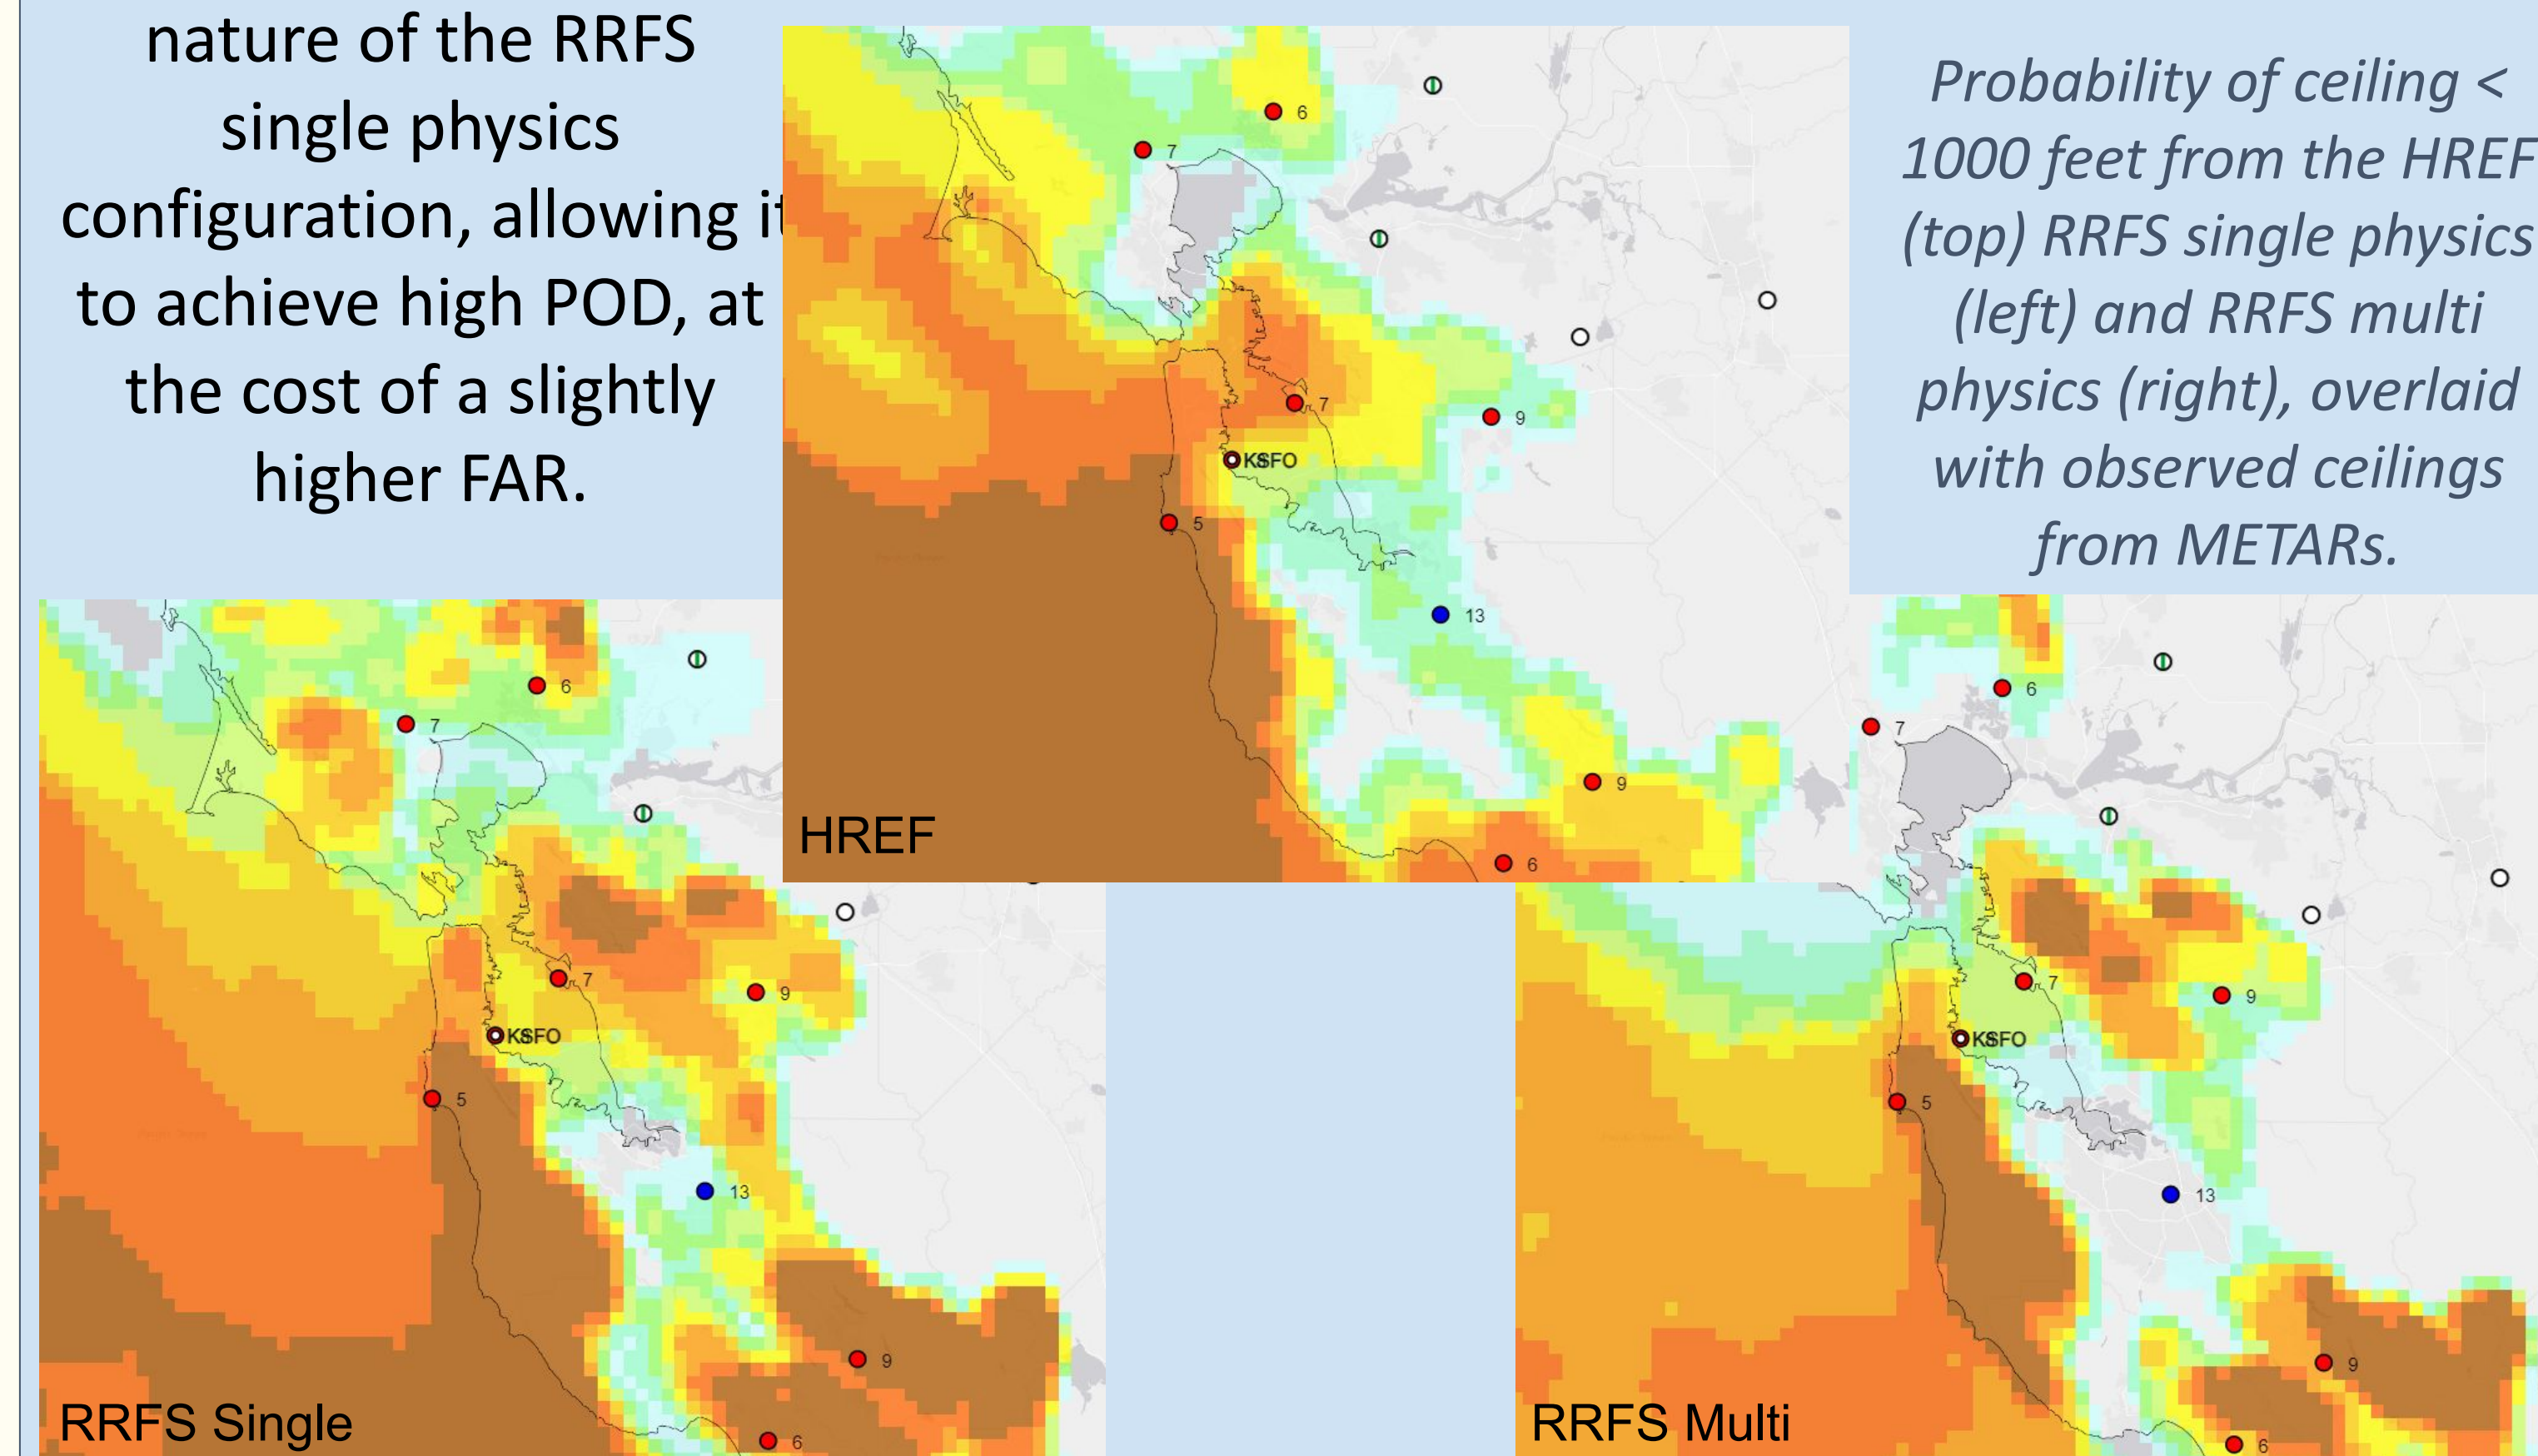 nature of the RRFS
single physics
configuration, allowing it
to achieve high POD, at
the cost of a slightly
higher FAR.
Probability of ceiling <
1000 feet from the HREF
(top) RRFS single physics
(left) and RRFS multi
physics (right), overlaid
with observed ceilings
from METARs.
6
7
7
9
KSFO
5
13
9
6
HREF
6
7
7
9
KSFO
5
13
9
6
RRFS Single
6
7
7
9
KSFO
5
13
9
6
RRFS Multi